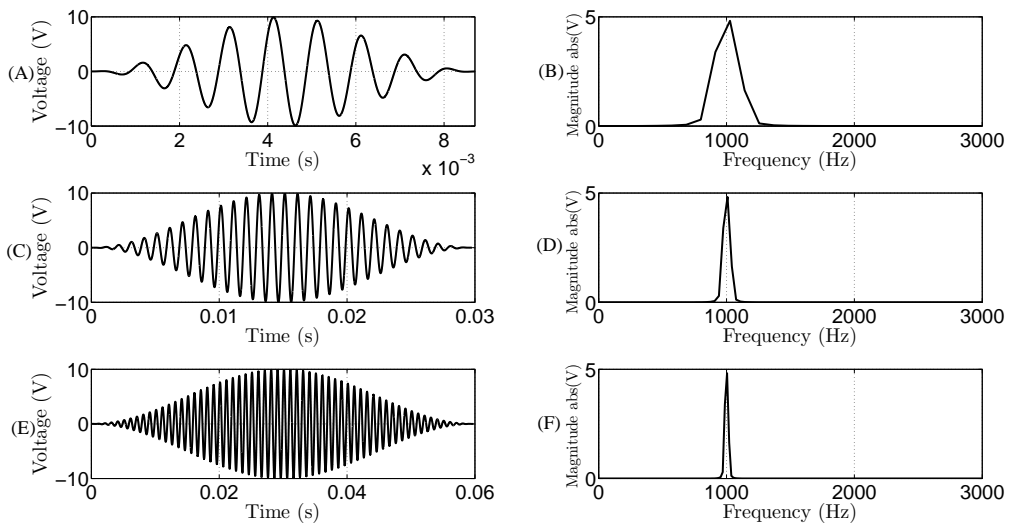 (A)
Voltage (V)
10
0
−10
0
2
4
6
8
x 10−3
Time (s)
(B)
Magnitude abs(V)
5
0
0
1000
2000
3000
Frequency (Hz)
(C)
Voltage (V)
10
0
−10
0
0.01
0.02
0.03
Time (s)
(D)
Magnitude abs(V)
5
0
0
1000
2000
3000
Frequency (Hz)
(E)
Voltage (V)
10
0
−10
0
0.02
0.04
0.06
Time (s)
(F)
Magnitude abs(V)
5
0
0
1000
2000
3000
Frequency (Hz)